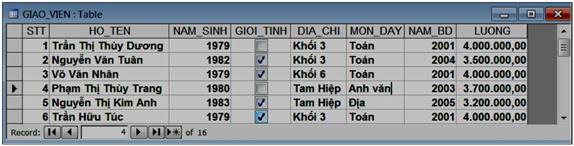 GIAO_VIEN : Table
STT HO_TEN NAM_SINH GIOI_TINH DIA_CHI MON_DAY NAM_BD LUONG
1 Trần Thị Thùy Dương 1979 Khối 3 Toán 2001 4.000.000,00
2 Nguyễn Văn Tuân 1982 Khối 3 Toán 2004 3.500.000,00
3 Võ Văn Nhân 1979 Khối 6 Toán 2001 4.000.000,00
4 Phạm Thị Thùy Trang 1980 Tam Hiệp Anh văn 2003 3.700.000,00
5 Nguyễn Thị Kim Anh 1983 Tam Hiệp Địa 2005 3.200.000,00
6 Trần Hữu Túc 1979 Khối 3 Toán 2001 4.000.000,00
Record: 4 of 16